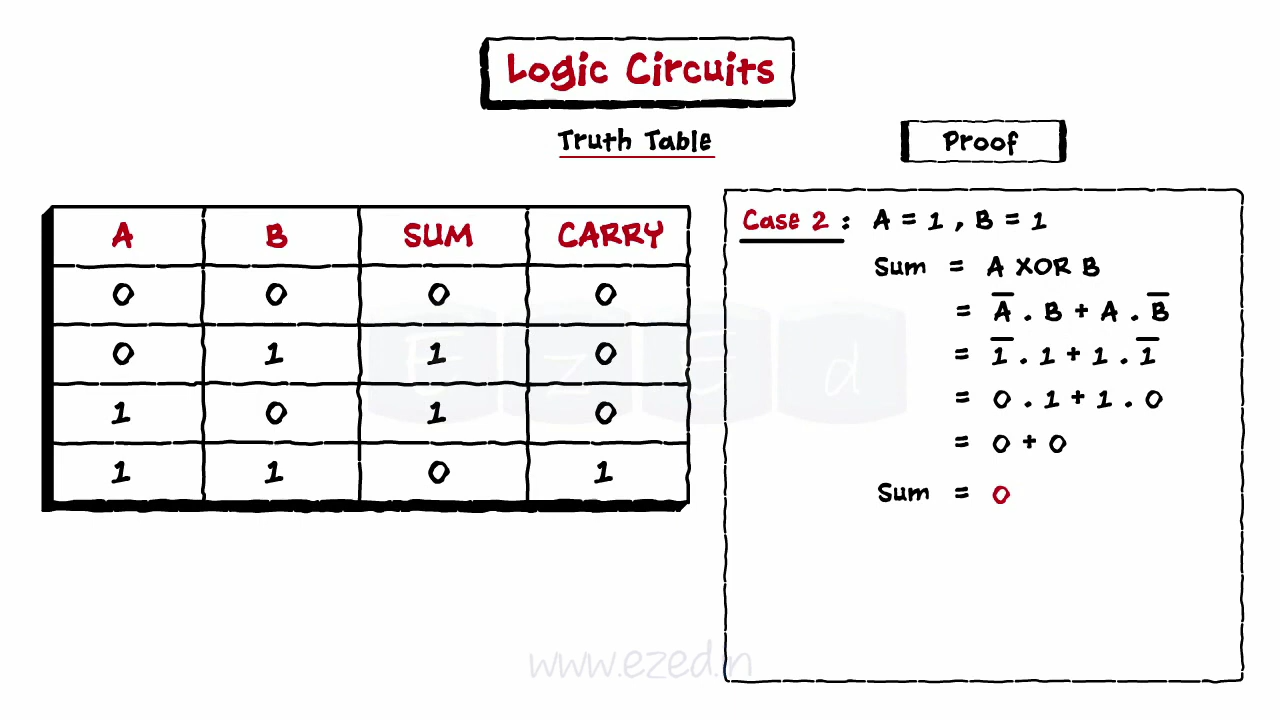 Logic Circuits
Truth Table
Proof
A B SUM CARRY
0 0 0 0
0 1 1 0
1 0 1 0
1 1 0 1
Case 2 : A = 1 , B = 1
Sum = A XOR B
= A̅ . B + A . B̅
= 1̅ . 1 + 1 . 1̅
= 0 . 1 + 1 . 0
= 0 + 0
Sum = 0
EZEd
www.ezed.in